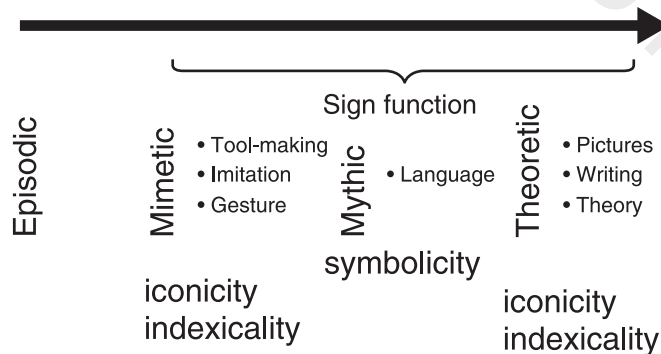 Sign function
Episodic
Mimetic
• Tool-making
• Imitation
• Gesture
Mythic
• Language
Theoretic
• Pictures
• Writing
• Theory
iconicity
indexicality
symbolicity
iconicity
indexicality